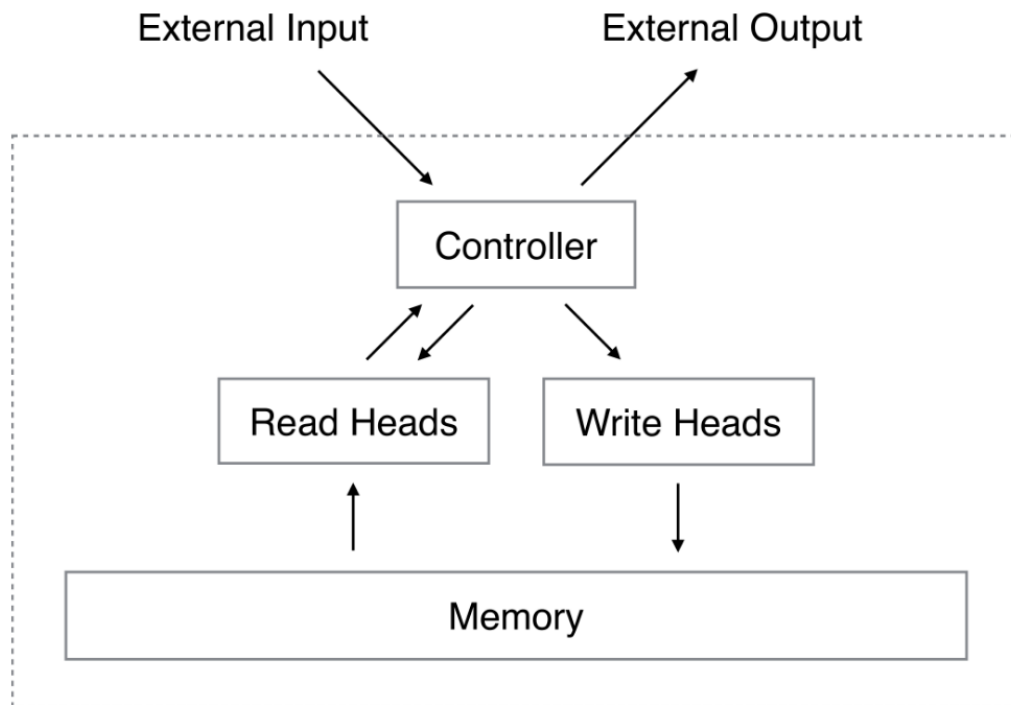 External Input
External Output
Controller
Read Heads
Write Heads
Memory